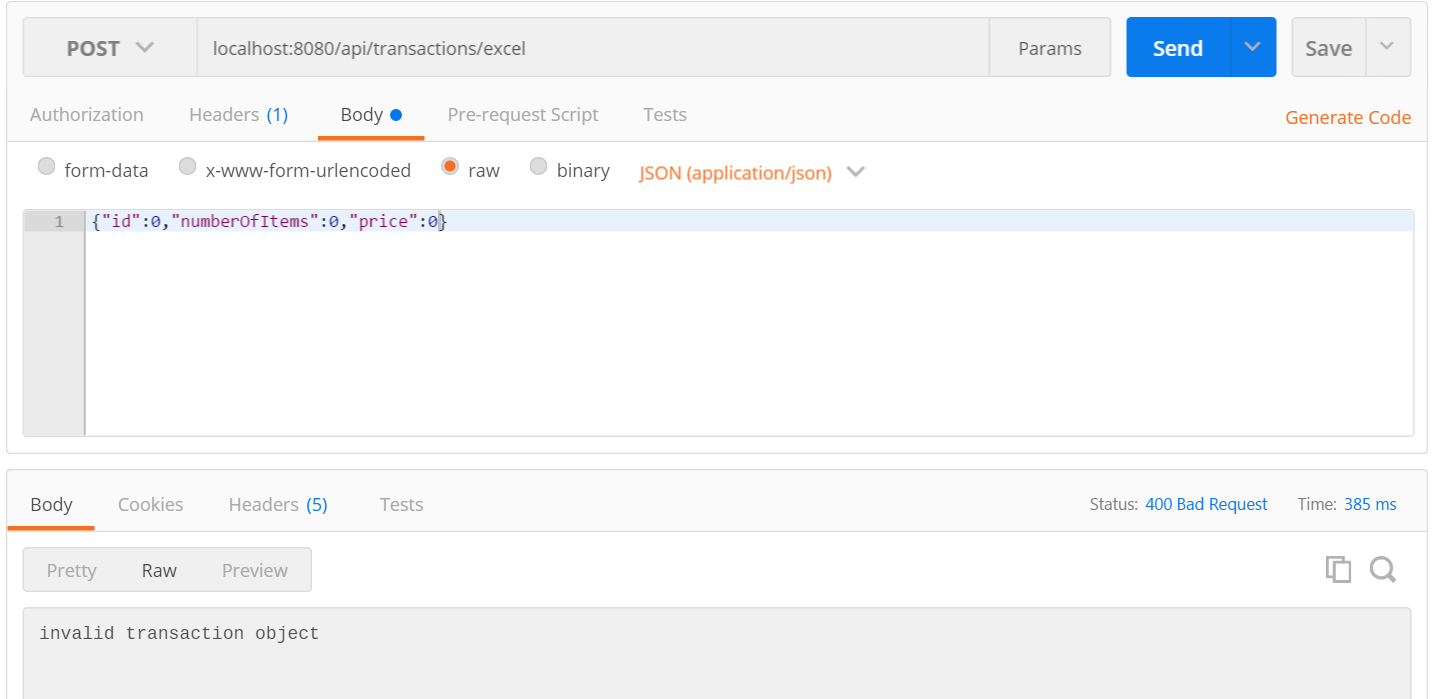 POST localhost:8080/api/transactions/excel Params Send Save
Authorization Headers (1) Body Pre-request Script Tests Generate Code
form-data x-www-form-urlencoded raw binary JSON (application/json)
1 {"id":0,"numberOfItems":0,"price":0}
Body Cookies Headers (5) Tests Status: 400 Bad Request Time: 385 ms
Pretty Raw Preview
invalid transaction object